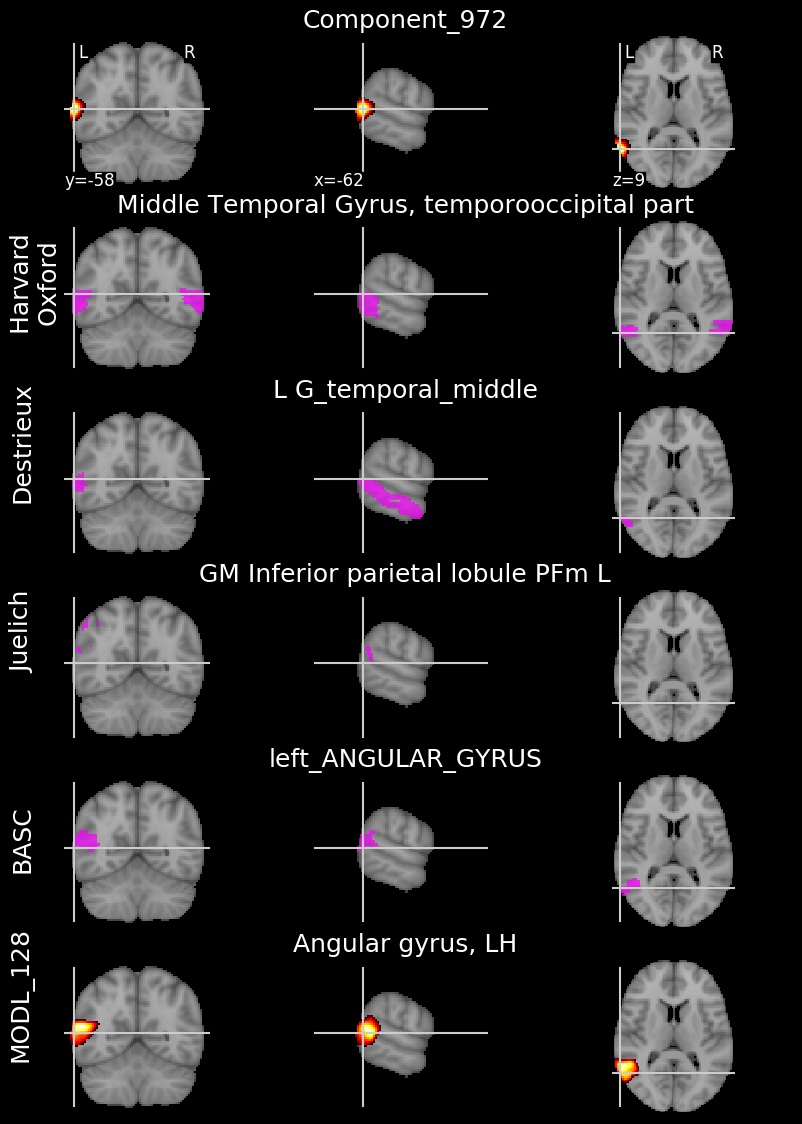 Component_972
L R
L R
y=-58
x=-62
z=9
Middle Temporal Gyrus, temporooccipital part
Harvard
Oxford
L G_temporal_middle
Destrieux
GM Inferior parietal lobule PFm L
Juelich
left_ANGULAR_GYRUS
BASC
Angular gyrus, LH
MODL_128